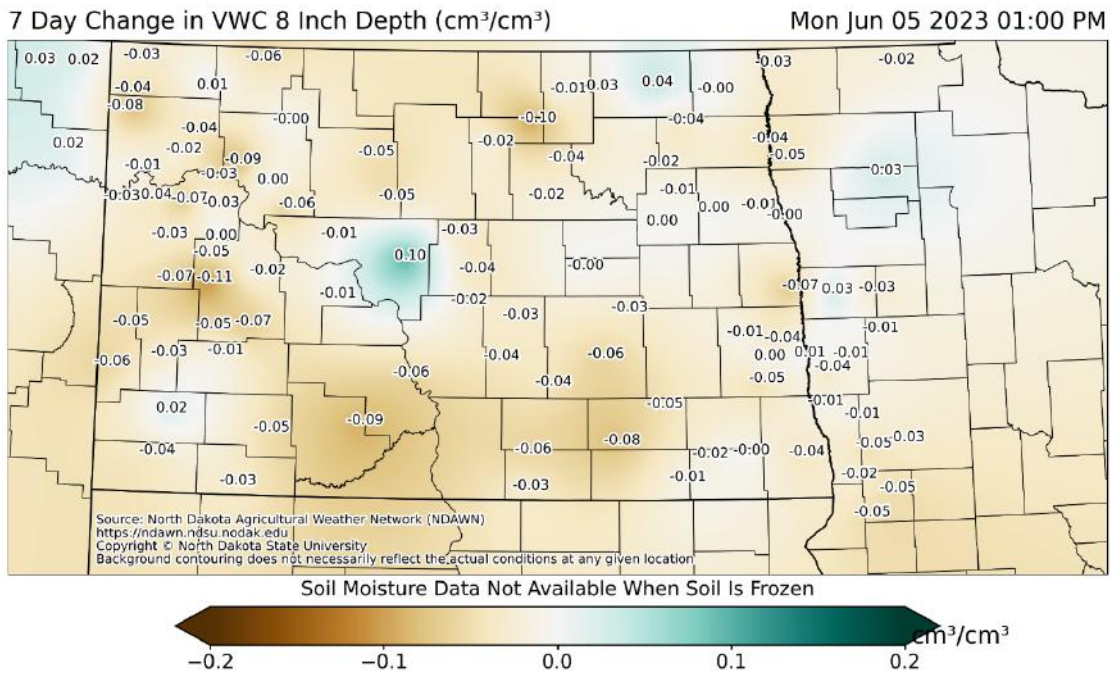 7 Day Change in VWC 8 Inch Depth (cm³/cm³) Mon Jun 05 2023 01:00 PM
0.03 0.02 -0.03 -0.06 -0.03 -0.02
-0.04 0.01 -0.01 0.03 0.04 -0.00
-0.08 -0.00 -0.10 -0.04
0.02 -0.04 -0.02 -0.04 -0.05
-0.02 -0.05 -0.04
-0.01 -0.09 -0.02 0.03
-0.03 0.00 -0.01
-0.03 0.04 -0.07 -0.03 -0.06 -0.05 -0.02 0.00 -0.01 -0.00
-0.03 0.00 -0.01 -0.03 0.00
-0.05 0.10
-0.07 -0.11 -0.02 -0.04 -0.00
-0.01 -0.02 -0.07 0.03 -0.03
-0.05 -0.05 -0.07 -0.03 -0.03 -0.01 -0.04 -0.01
-0.06 -0.03 -0.01 -0.04 -0.06 0.00 0.01 -0.01
-0.06 -0.04 -0.05 -0.04
0.02 -0.05 -0.01 -0.01
-0.05 -0.09 -0.06 -0.08 -0.05 -0.03
-0.04 -0.02 -0.00 -0.04
-0.03 -0.03 -0.01 -0.02 -0.05
-0.05
Source: North Dakota Agricultural Weather Network (NDAWN)
https://ndawn.ndsu.nodak.edu
Copyright © North Dakota State University
Background contouring does not necessarily reflect the actual conditions at any given location
Soil Moisture Data Not Available When Soil Is Frozen
cm³/cm³
−0.2 −0.1 0.0 0.1 0.2